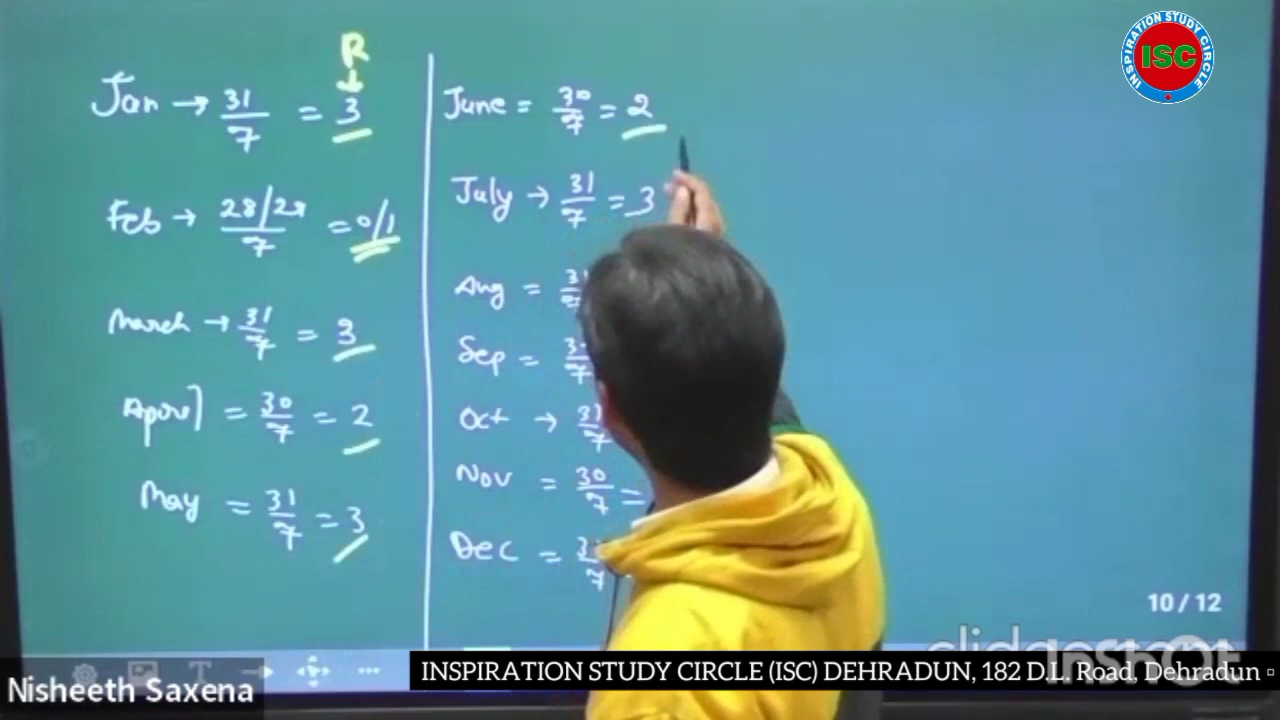 R
Jan → 31/7 = 3
Feb → 28/29/7 = 0/1
March → 31/7 = 3
April = 30/7 = 2
May = 31/7 = 3
June = 30/7 = 2
July → 31/7 = 3
Aug =
Sep =
Oct → 31/7
Nov = 30/7 =
Dec =
INSPIRATION STUDY CIRCLE
ISC
10 / 12
INSPIRATION STUDY CIRCLE (ISC) DEHRADUN, 182 D.L. Road, Dehradun
Nisheeth Saxena